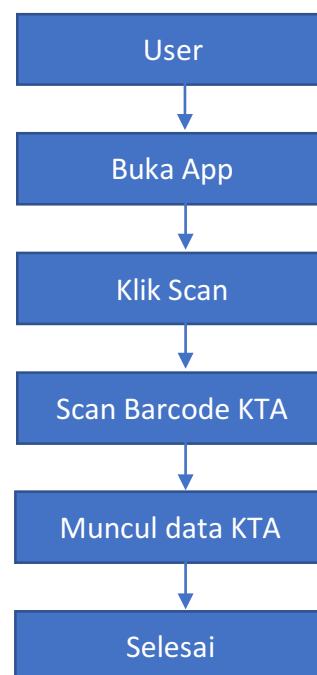 User
Buka App
Klik Scan
Scan Barcode KTA
Muncul data KTA
Selesai